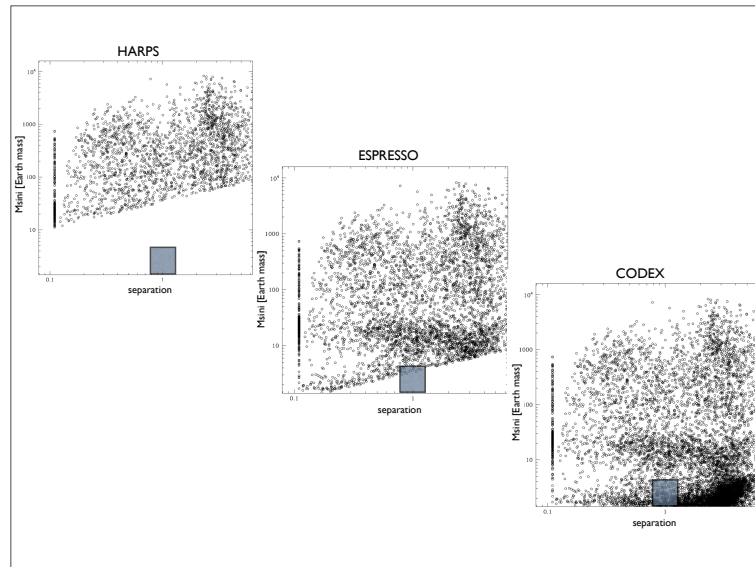 HARPS
10⁴
1000
100
10
Msini [Earth mass]
0.1
1
separation
ESPRESSO
10⁴
1000
100
10
Msini [Earth mass]
0.1
1
separation
CODEX
10⁴
1000
100
10
Msini [Earth mass]
0.1
1
separation